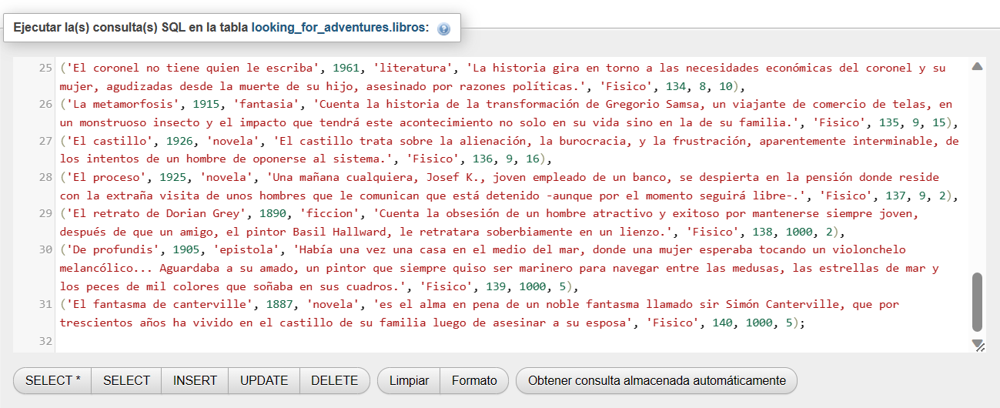 Ejecutar la(s) consulta(s) SQL en la tabla looking_for_adventures.libros:
25 ('El coronel no tiene quien le escriba', 1961, 'literatura', 'La historia gira en torno a las necesidades económicas del coronel y su
mujer, agudizadas desde la muerte de su hijo, asesinado por razones políticas.', 'Fisico', 134, 8, 10),
26 ('La metamorfosis', 1915, 'fantasia', 'Cuenta la historia de la transformación de Gregorio Samsa, un viajante de comercio de telas, en
un monstruoso insecto y el impacto que tendrá este acontecimiento no solo en su vida sino en la de su familia.', 'Fisico', 135, 9, 15),
27 ('El castillo', 1926, 'novela', 'El castillo trata sobre la alienación, la burocracia, y la frustración, aparentemente interminable, de
los intentos de un hombre de oponerse al sistema.', 'Fisico', 136, 9, 16),
28 ('El proceso', 1925, 'novela', 'Una mañana cualquiera, Josef K., joven empleado de un banco, se despierta en la pensión donde reside
con la extraña visita de unos hombres que le comunican que está detenido -aunque por el momento seguirá libre-.', 'Fisico', 137, 9, 2),
29 ('El retrato de Dorian Grey', 1890, 'ficcion', 'Cuenta la obsesión de un hombre atractivo y exitoso por mantenerse siempre joven,
después de que un amigo, el pintor Basil Hallward, le retratara soberbiamente en un lienzo.', 'Fisico', 138, 1000, 2),
30 ('De profundis', 1905, 'epistola', 'Había una vez una casa en el medio del mar, donde una mujer esperaba tocando un violonchelo
melancólico... Aguardaba a su amado, un pintor que siempre quiso ser marinero para navegar entre las medusas, las estrellas de mar y
los peces de mil colores que soñaba en sus cuadros.', 'Fisico', 139, 1000, 5),
31 ('El fantasma de canterville', 1887, 'novela', 'es el alma en pena de un noble fantasma llamado sir Simón Canterville, que por
trescientos años ha vivido en el castillo de su familia luego de asesinar a su esposa', 'Fisico', 140, 1000, 5);
32
SELECT * SELECT INSERT UPDATE DELETE Limpiar Formato Obtener consulta almacenada automáticamente